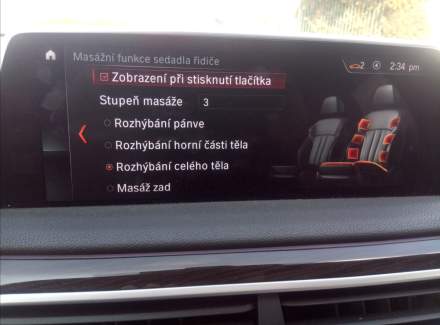 Masážní funkce sedadla řidiče
2 2:34 pm
Zobrazení při stisknutí tlačítka
Stupeň masáže 3
Rozhýbání pánve
Rozhýbání horní části těla
Rozhýbání celého těla
Masáž zad